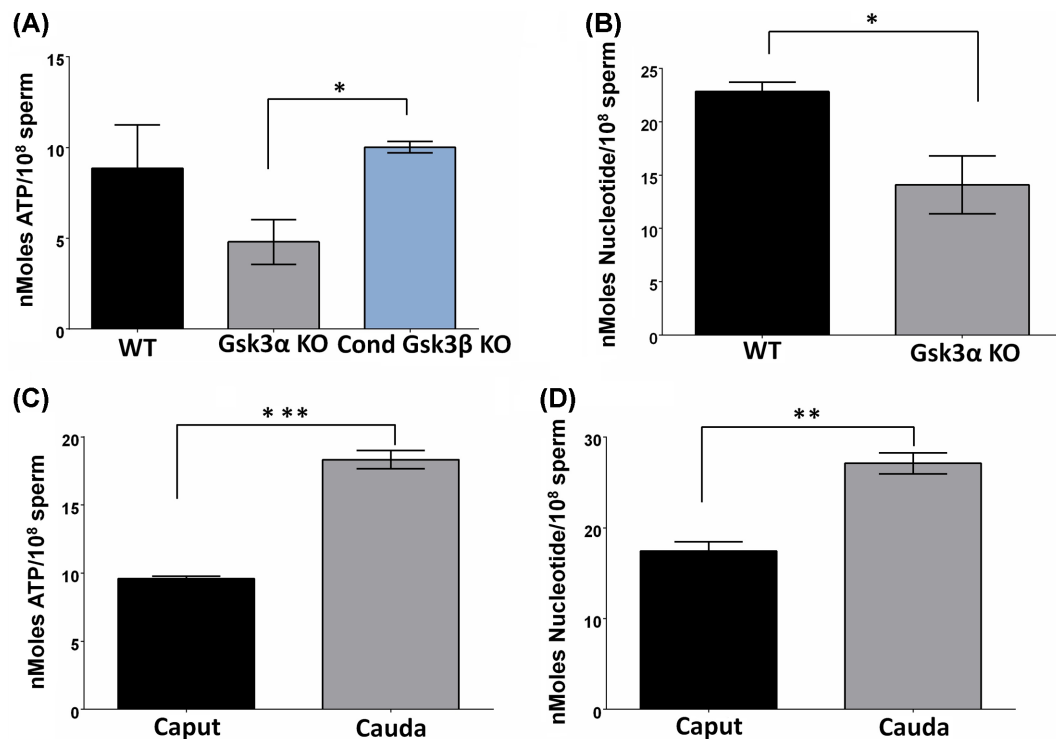 (A)
nMoles ATP/10⁸ sperm
15
10
5
0
*
WT Gsk3α KO Cond Gsk3β KO
(B)
nMoles Nucleotide/10⁸ sperm
25
20
15
10
5
0
*
WT Gsk3α KO
(C)
nMoles ATP/10⁸ sperm
20
15
10
5
0
* **
Caput Cauda
(D)
nMoles Nucleotide/10⁸ sperm
30
20
10
0
**
Caput Cauda